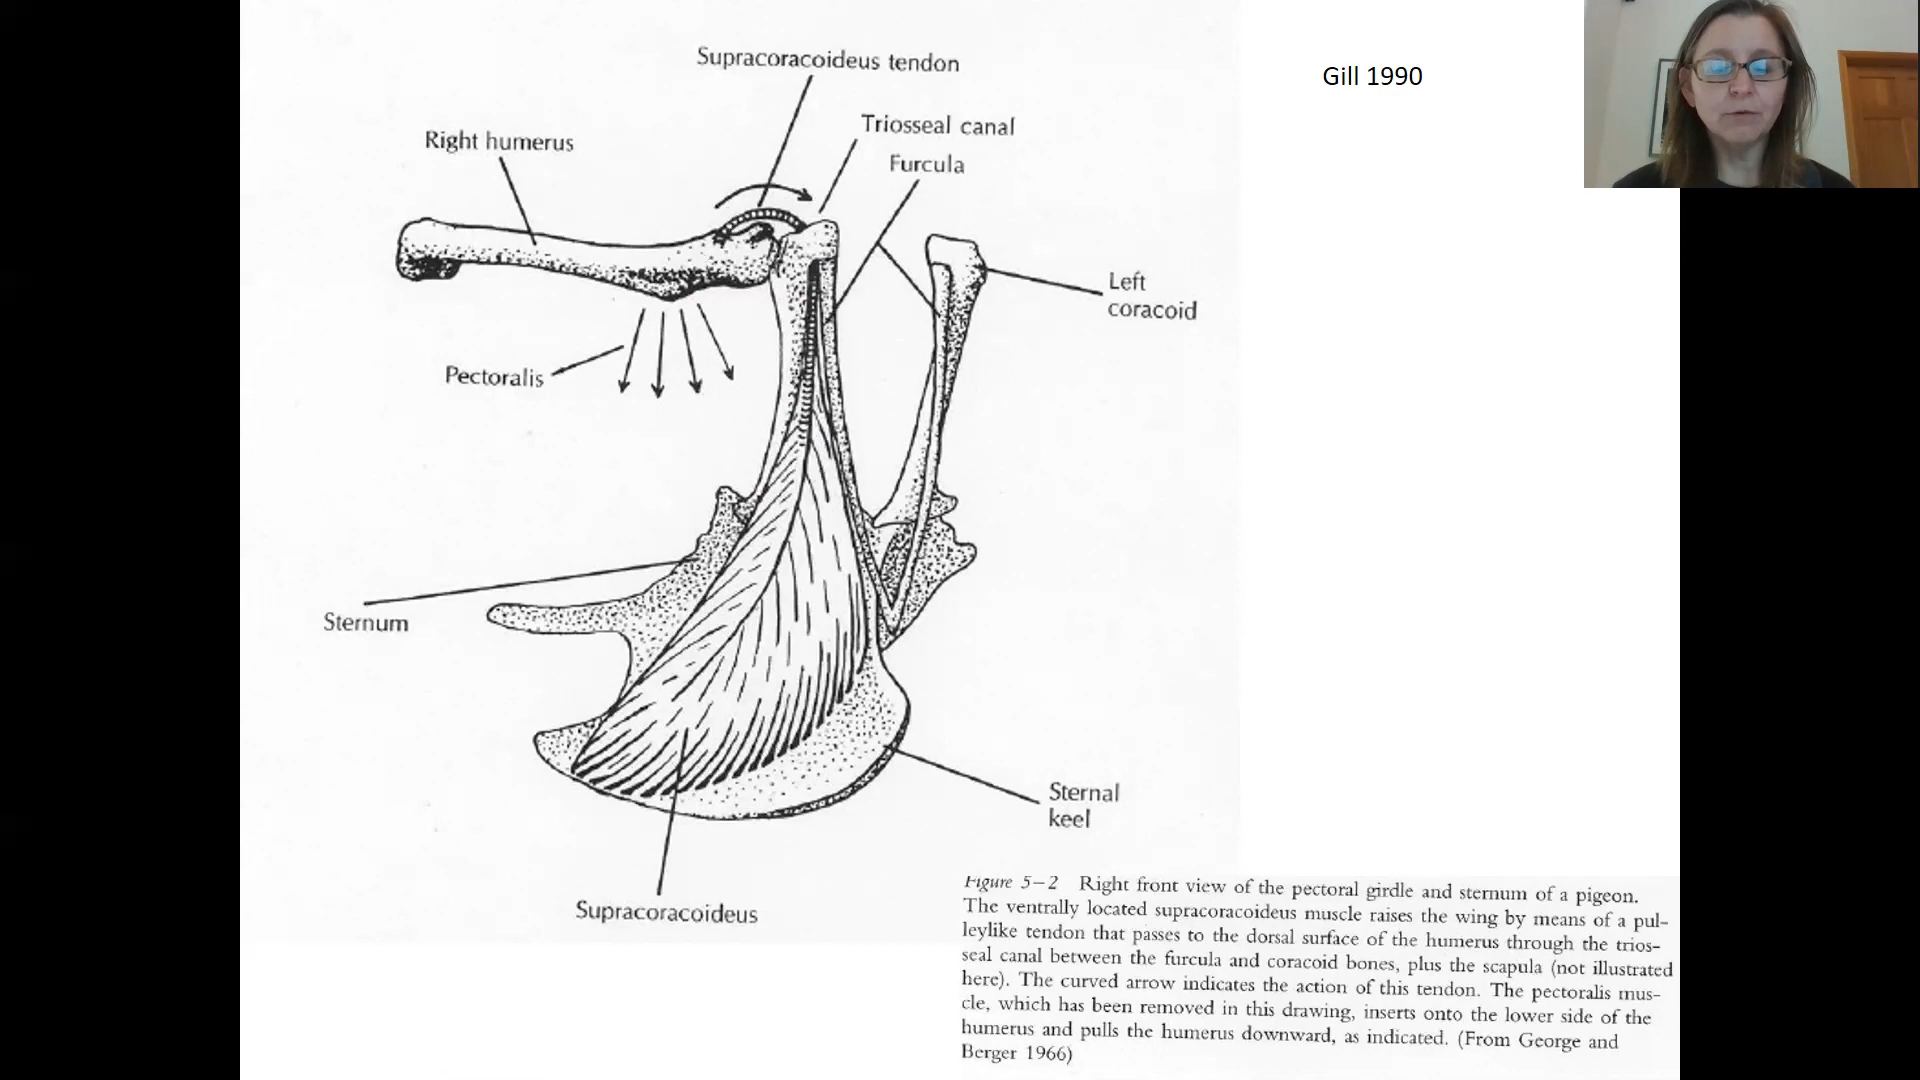 Supracoracoideus tendon
Gill 1990
Triosseal canal
Right humerus
Furcula
Left
coracoid
Pectoralis
Sternum
Sternal
keel
Supracoracoideus
Figure 5–2 Right front view of the pectoral girdle and sternum of a pigeon.
The ventrally located supracoracoideus muscle raises the wing by means of a pul-
leylike tendon that passes to the dorsal surface of the humerus through the trios-
seal canal between the furcula and coracoid bones, plus the scapula (not illustrated
here). The curved arrow indicates the action of this tendon. The pectoralis mus-
cle, which has been removed in this drawing, inserts onto the lower side of the
humerus and pulls the humerus downward, as indicated. (From George and
Berger 1966)